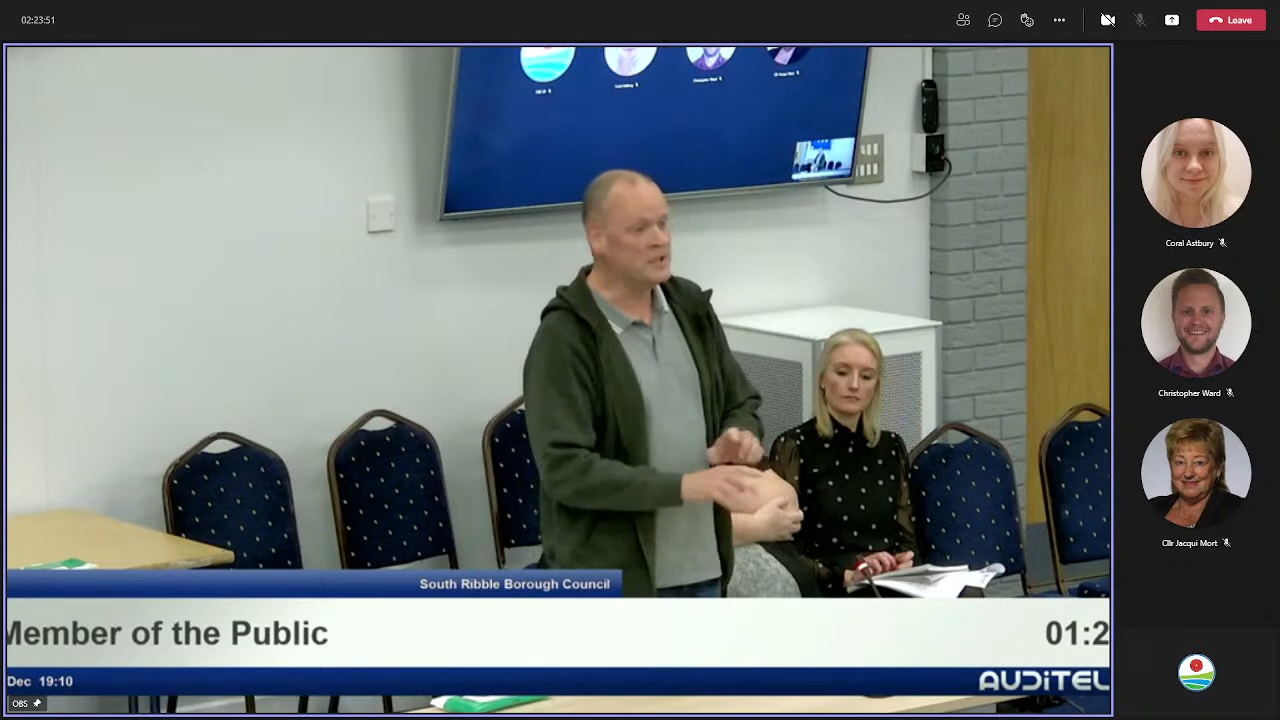 02:23:51
Leave
Coral Astbury
Christopher Ward
Cllr Jacqui Mort
South Ribble Borough Council
Member of the Public
01:2
Dec 19:10
AUDiTEL
OBS